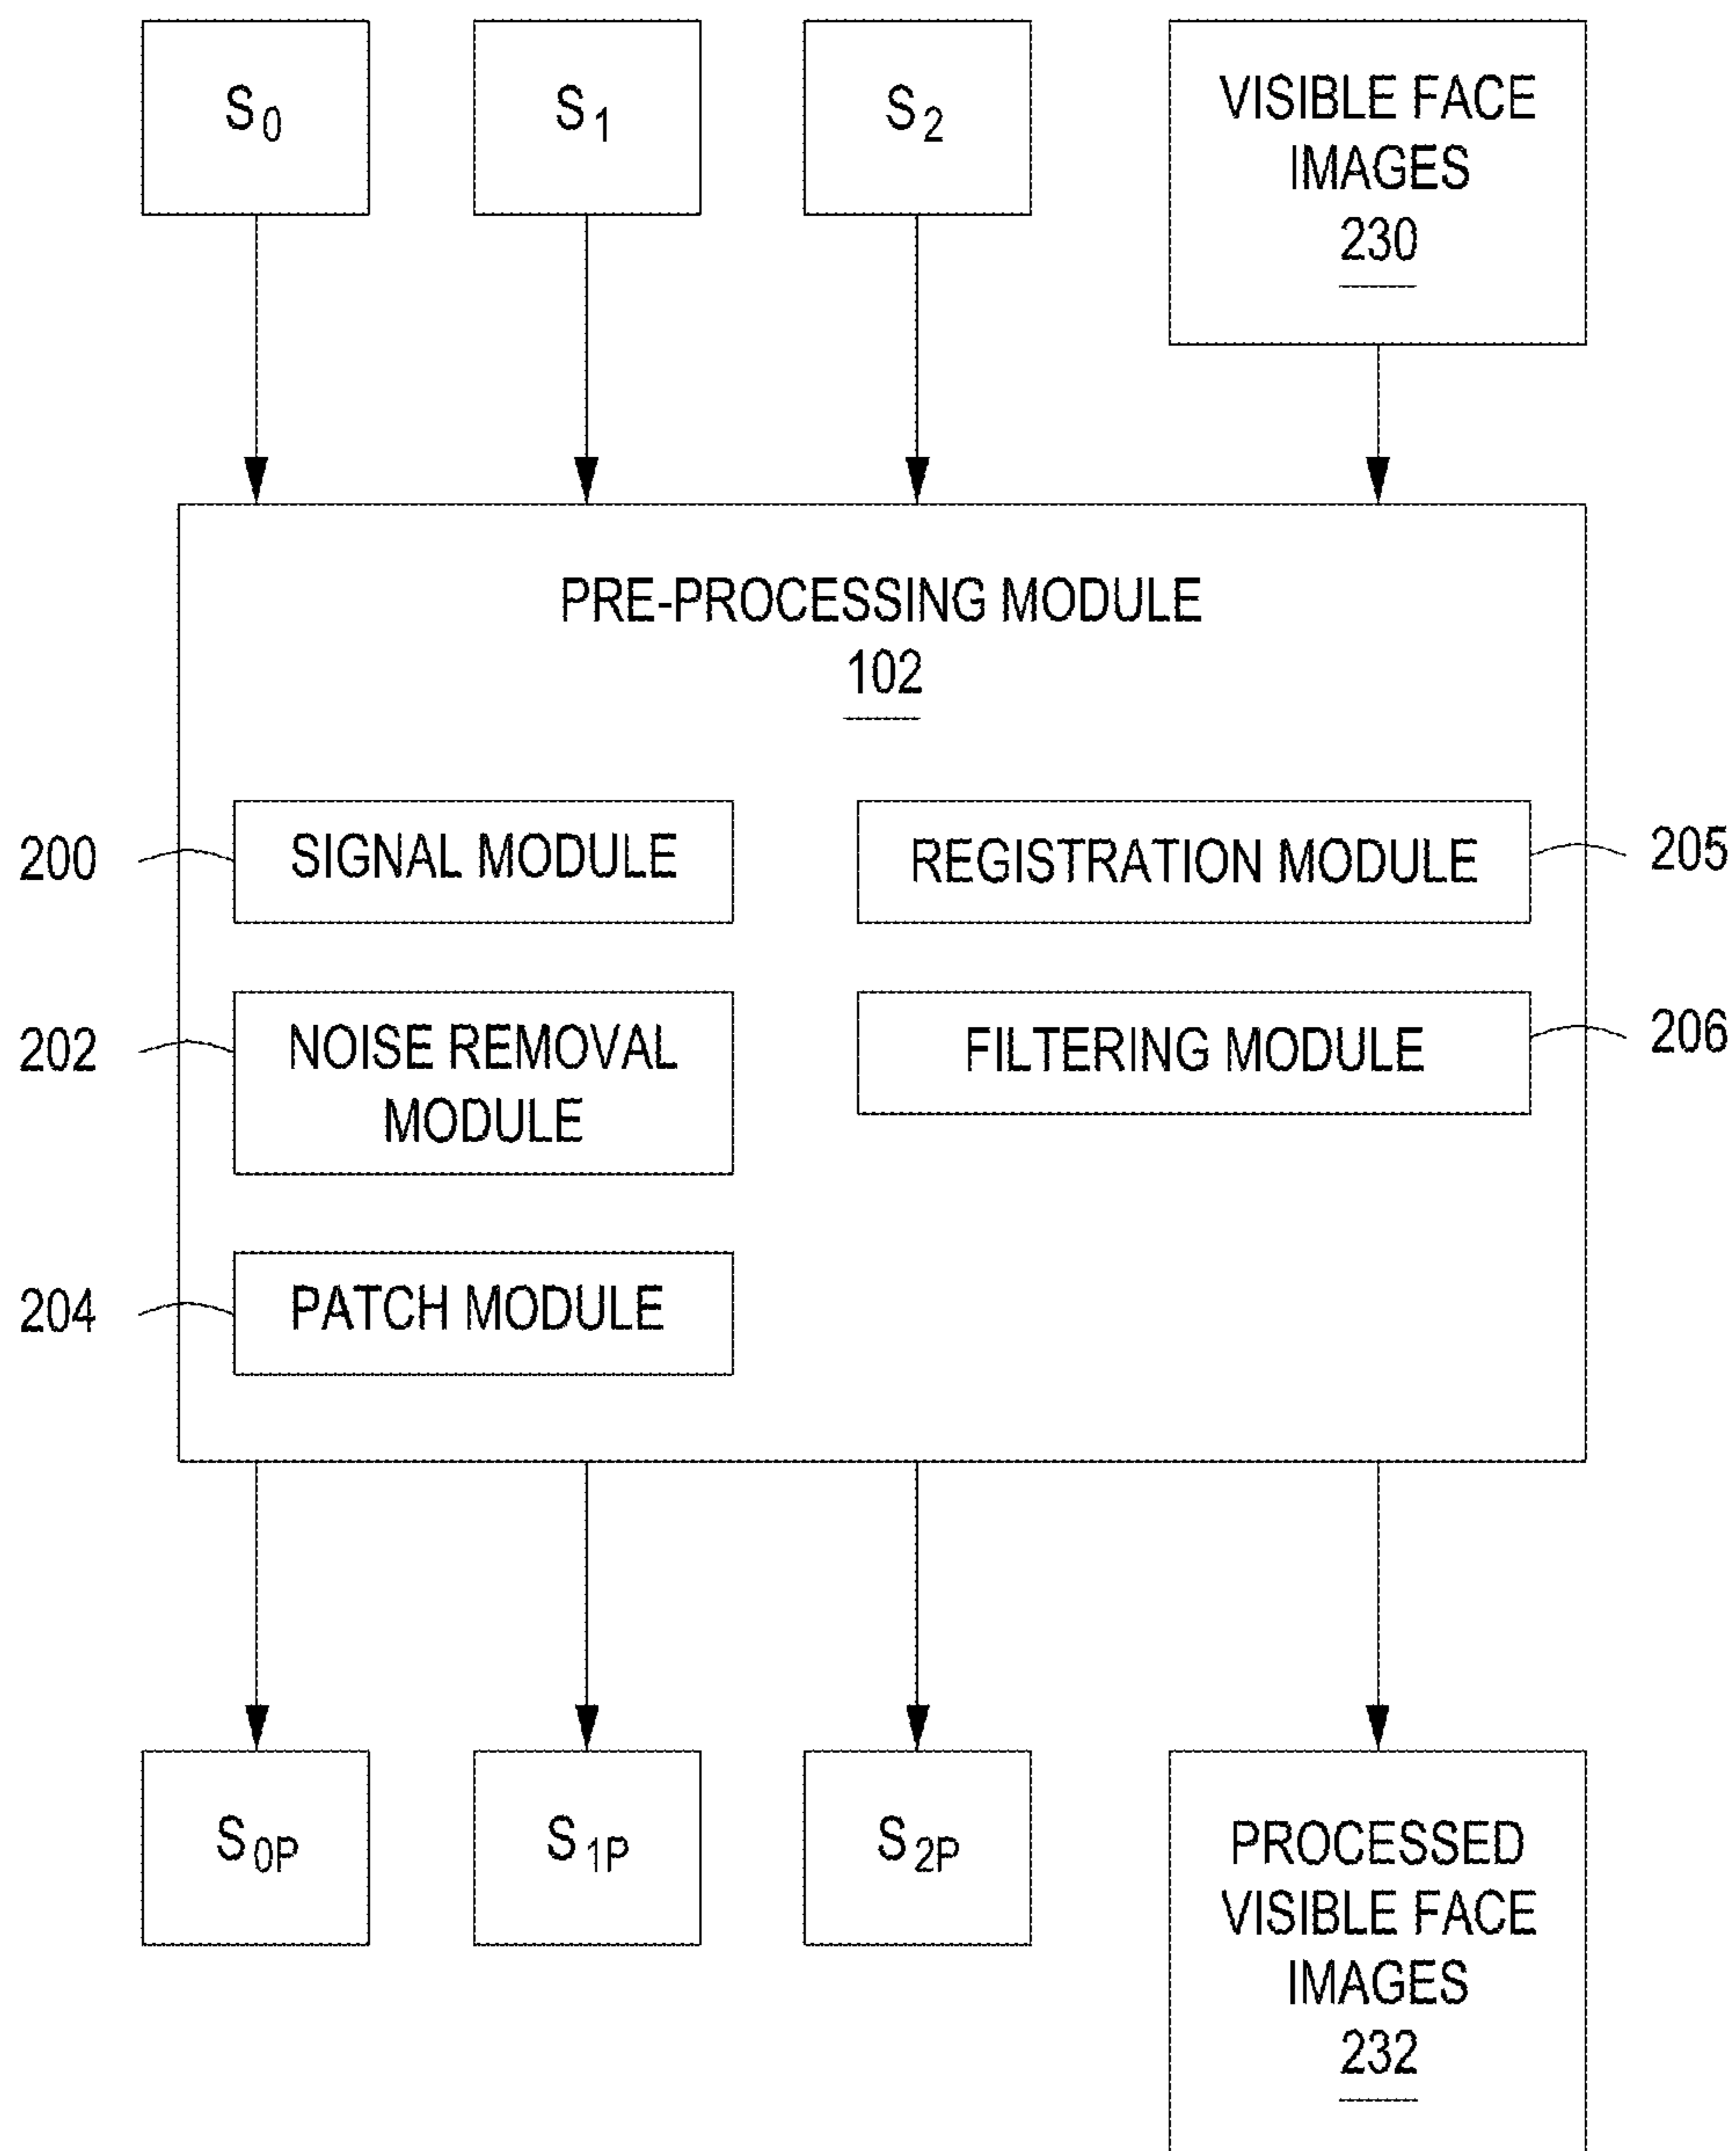 S0
S1
S2
VISIBLE FACE
IMAGES
230
PRE-PROCESSING MODULE
102
200
SIGNAL MODULE
REGISTRATION MODULE
205
202
NOISE REMOVAL
MODULE
FILTERING MODULE
206
204
PATCH MODULE
S0P
S1P
S2P
PROCESSED
VISIBLE FACE
IMAGES
232